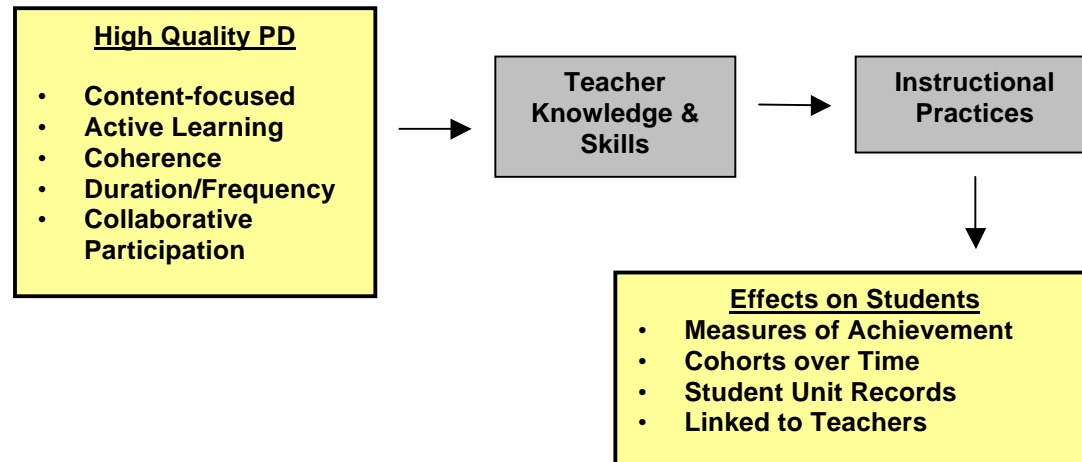 High Quality PD
• Content-focused
• Active Learning
• Coherence
• Duration/Frequency
• Collaborative
Participation
Teacher
Knowledge &
Skills
Instructional
Practices
Effects on Students
• Measures of Achievement
• Cohorts over Time
• Student Unit Records
• Linked to Teachers